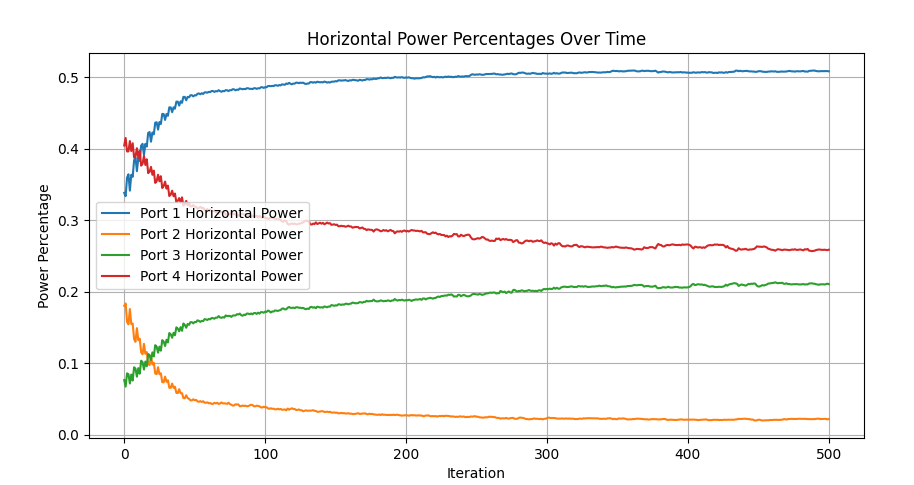 Horizontal Power Percentages Over Time
Power Percentage
0.5
0.4
0.3
0.2
0.1
0.0
Port 1 Horizontal Power
Port 2 Horizontal Power
Port 3 Horizontal Power
Port 4 Horizontal Power
0 100 200 300 400 500
Iteration